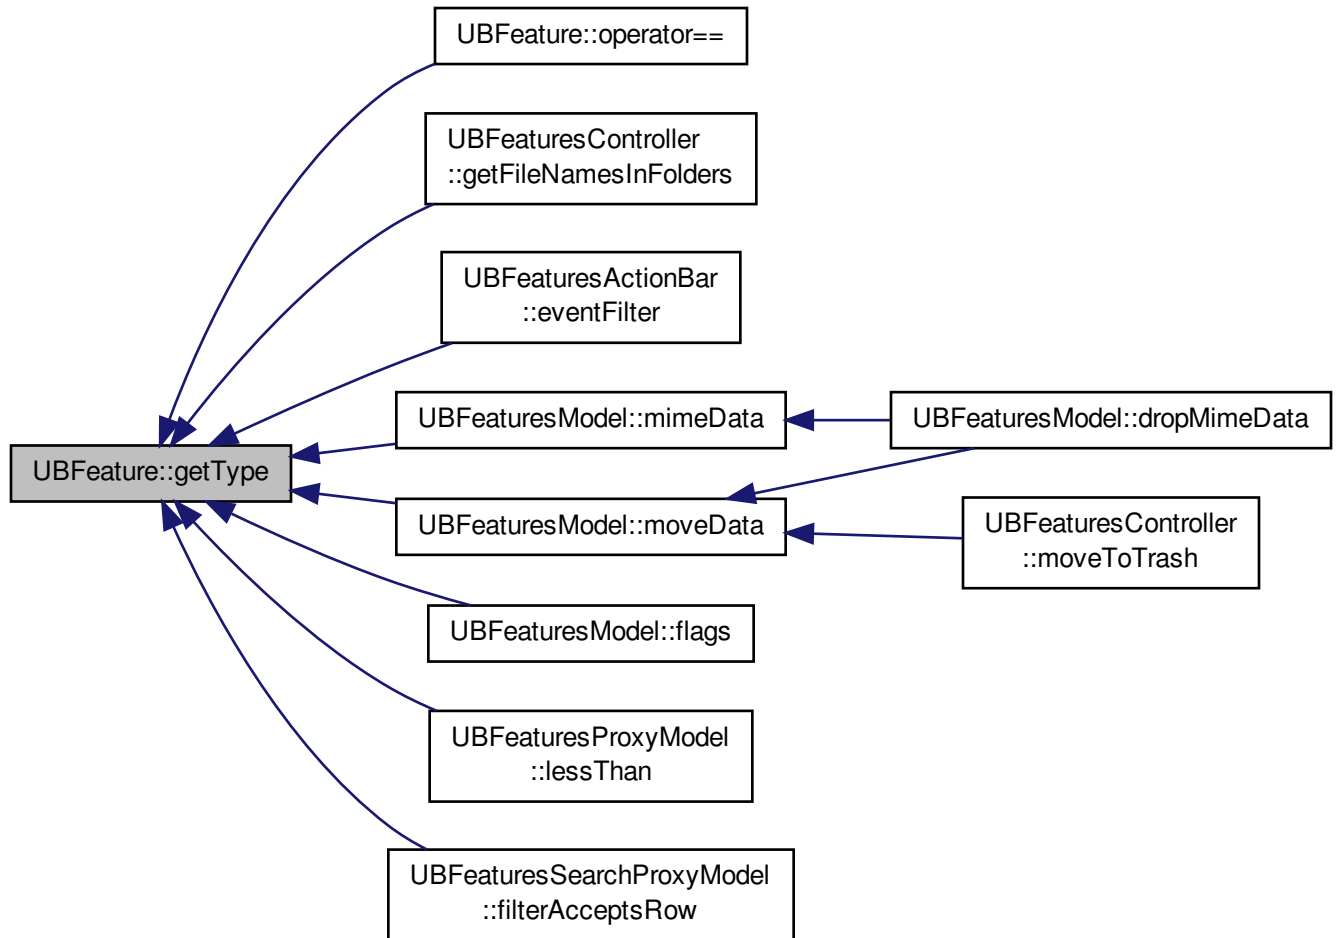 UBFeature::operator==
UBFeaturesController
::getFileNamesInFolders
UBFeaturesActionBar
::eventFilter
UBFeaturesModel::mimeData
UBFeaturesModel::dropMimeData
UBFeature::getType
UBFeaturesModel::moveData
UBFeaturesController
::moveToTrash
UBFeaturesModel::flags
UBFeaturesProxyModel
::lessThan
UBFeaturesSearchProxyModel
::filterAcceptsRow